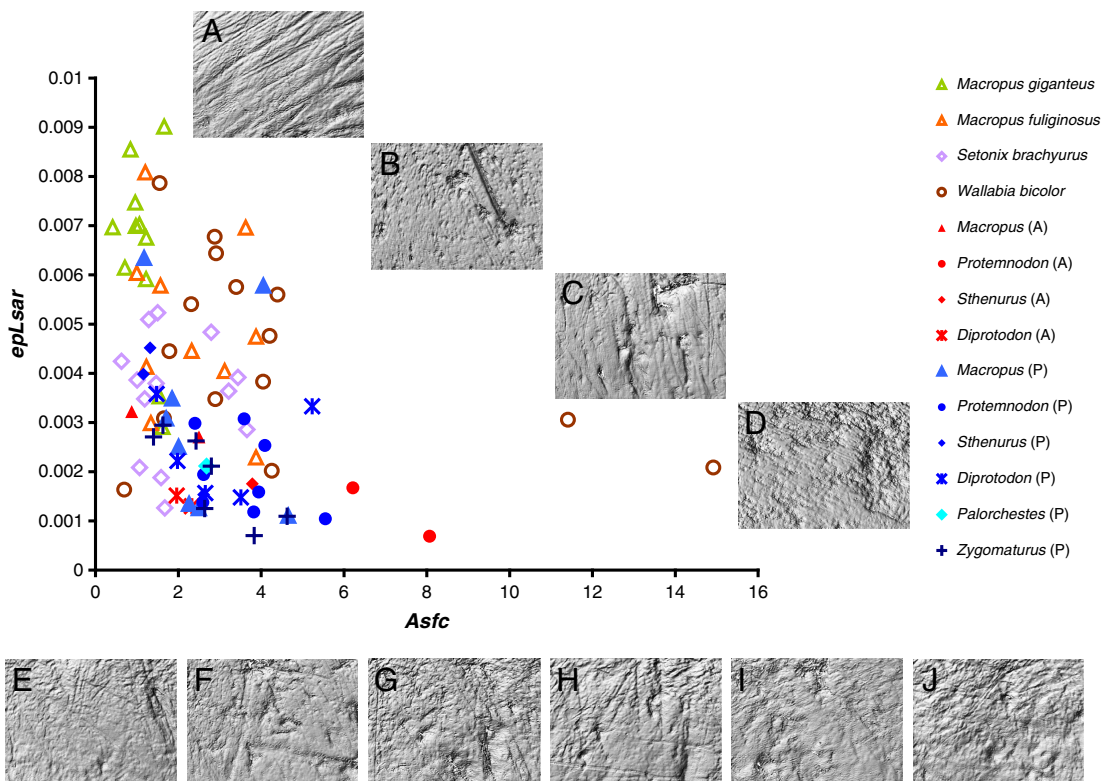 A
B
C
D
0.01
0.009
0.008
0.007
0.006
0.005
0.004
0.003
0.002
0.001
0
epLsar
0 2 4 6 8 10 12 14 16
Asfc
Macropus giganteus
Macropus fuliginosus
Setonix brachyurus
Wallabia bicolor
Macropus (A)
Protemnodon (A)
Sthenurus (A)
Diprotodon (A)
Macropus (P)
Protemnodon (P)
Sthenurus (P)
Diprotodon (P)
Palorchestes (P)
Zygomaturus (P)
E F G H I J